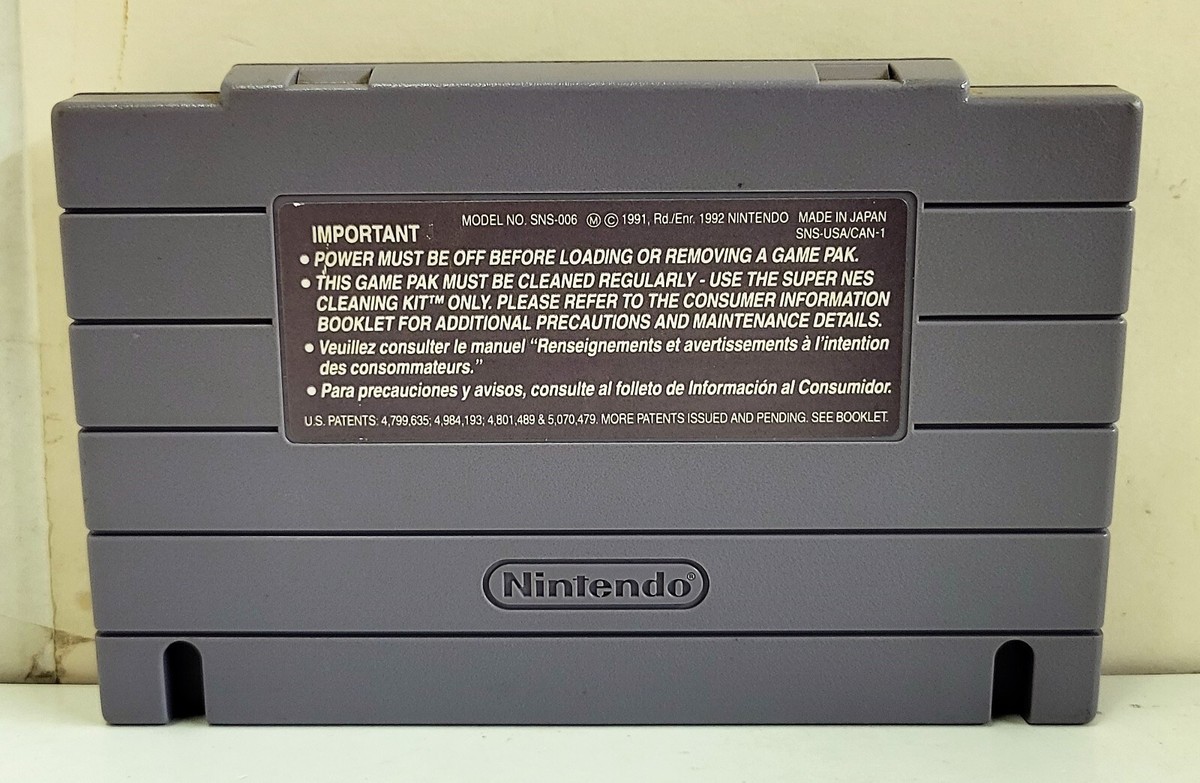 MODEL NO. SNS-006 Ⓜ © 1991, Rd./Enr. 1992 NINTENDO MADE IN JAPAN
IMPORTANT SNS-USA/CAN-1
• POWER MUST BE OFF BEFORE LOADING OR REMOVING A GAME PAK.
• THIS GAME PAK MUST BE CLEANED REGULARLY - USE THE SUPER NES
CLEANING KIT™ ONLY. PLEASE REFER TO THE CONSUMER INFORMATION
BOOKLET FOR ADDITIONAL PRECAUTIONS AND MAINTENANCE DETAILS.
• Veuillez consulter le manuel “Renseignements et avertissements à l’intention
des consommateurs.”
• Para precauciones y avisos, consulte al folleto de Información al Consumidor.
U.S. PATENTS: 4,799,635; 4,984,193; 4,801,489 & 5,070,479. MORE PATENTS ISSUED AND PENDING. SEE BOOKLET.
Nintendo®